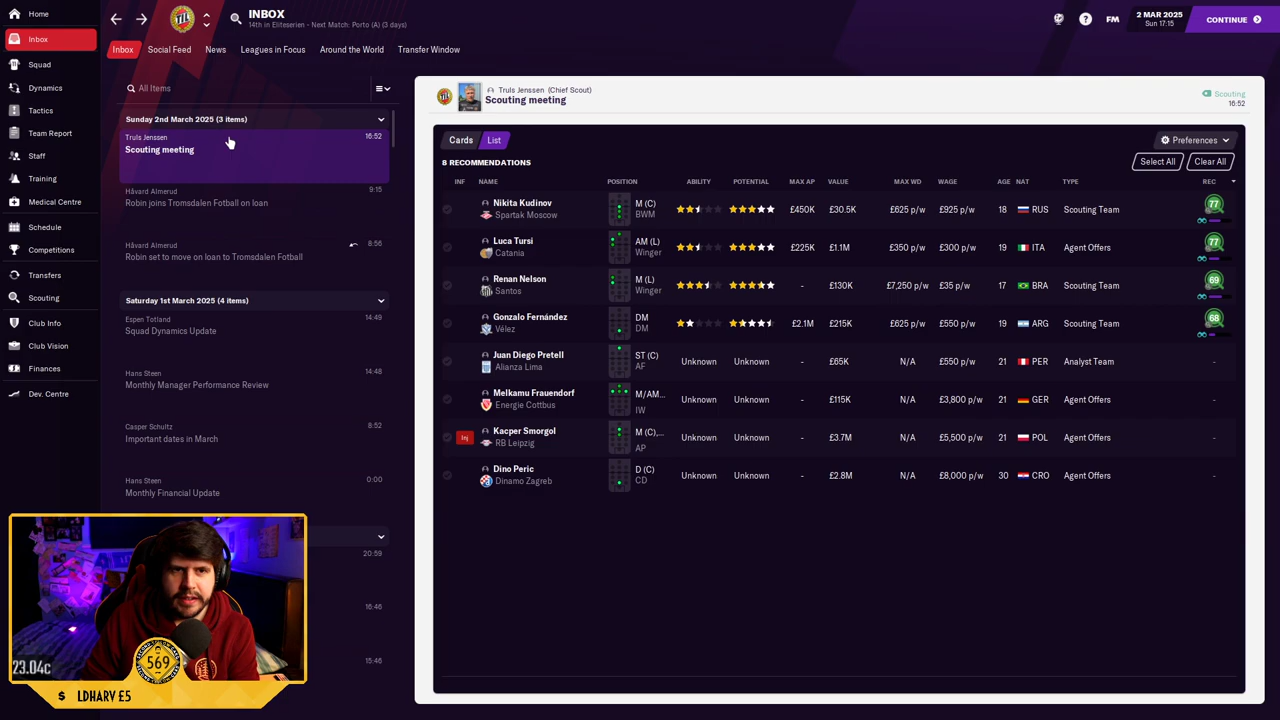 Home
Inbox
Squad
Dynamics
Tactics
Team Report
Staff
Training
Medical Centre
Schedule
Competitions
Transfers
Scouting
Club Info
Club Vision
Finances
Dev. Centre
TIL
INBOX
14th in Eliteserien - Next Match: Porto (A) (3 days)
FM
2 MAR 2025
Sun 17:15
CONTINUE
Inbox Social Feed News Leagues in Focus Around the World Transfer Window
All Items
Sunday 2nd March 2025 (3 items)
Truls Jenssen 16:52
Scouting meeting
Håvard Almerud 9:15
Robin joins Tromsdalen Fotball on loan
Håvard Almerud 8:56
Robin set to move on loan to Tromsdalen Fotball
Saturday 1st March 2025 (4 items)
Espen Totland 14:49
Squad Dynamics Update
Hans Steen 14:48
Monthly Manager Performance Review
Casper Schultz 8:52
Important dates in March
Hans Steen 0:00
Monthly Financial Update
20:59
16:46
15:46
Truls Jenssen (Chief Scout)
Scouting meeting
Scouting
16:52
Cards List
Preferences
8 RECOMMENDATIONS
Select All Clear All
INF NAME POSITION ABILITY POTENTIAL MAX AP VALUE MAX WD WAGE AGE NAT TYPE REC
Nikita Kudinov M (C) £450K £30.5K £625 p/w £925 p/w 18 RUS Scouting Team 77
Spartak Moscow BWM
Luca Tursi AM (L) £225K £1.1M £350 p/w £300 p/w 19 ITA Agent Offers 77
Catania Winger
Renan Nelson M (L) - £130K £7,250 p/w £35 p/w 17 BRA Scouting Team 69
Santos Winger
Gonzalo Fernández DM £2.1M £215K £625 p/w £550 p/w 19 ARG Scouting Team 68
Vélez DM
Juan Diego Pretell ST (C) Unknown Unknown - £65K N/A £550 p/w 21 PER Analyst Team -
Alianza Lima AF
Melkamu Frauendorf M/AM... Unknown Unknown - £115K N/A £3,800 p/w 21 GER Agent Offers -
Energie Cottbus IW
Inj Kacper Smorgol M (C),... Unknown Unknown - £3.7M N/A £5,500 p/w 21 POL Agent Offers -
RB Leipzig AP
Dino Peric D (C) Unknown Unknown - £2.8M N/A £8,000 p/w 30 CRO Agent Offers -
Dinamo Zagreb CD
23.04c
569
$ LDHARY £5